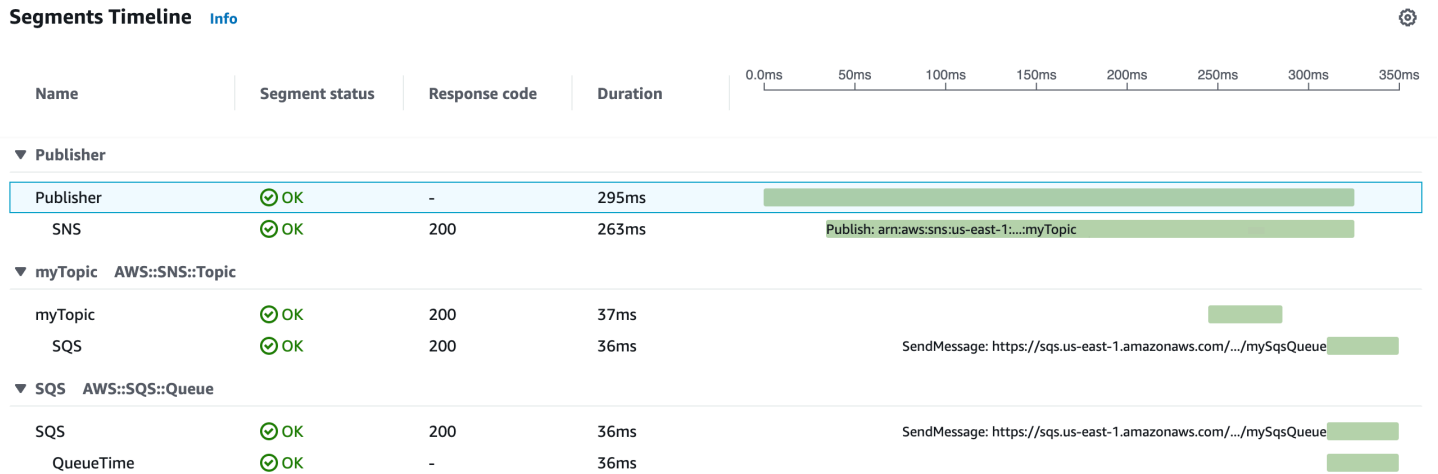 Segments Timeline Info
0.0ms 50ms 100ms 150ms 200ms 250ms 300ms 350ms
Name Segment status Response code Duration
Publisher
Publisher OK - 295ms
SNS OK 200 263ms Publish: arn:aws:sns:us-east-1:...:myTopic
myTopic AWS::SNS::Topic
myTopic OK 200 37ms
SQS OK 200 36ms SendMessage: https://sqs.us-east-1.amazonaws.com/.../mySqsQueue
SQS AWS::SQS::Queue
SQS OK 200 36ms SendMessage: https://sqs.us-east-1.amazonaws.com/.../mySqsQueue
QueueTime OK - 36ms